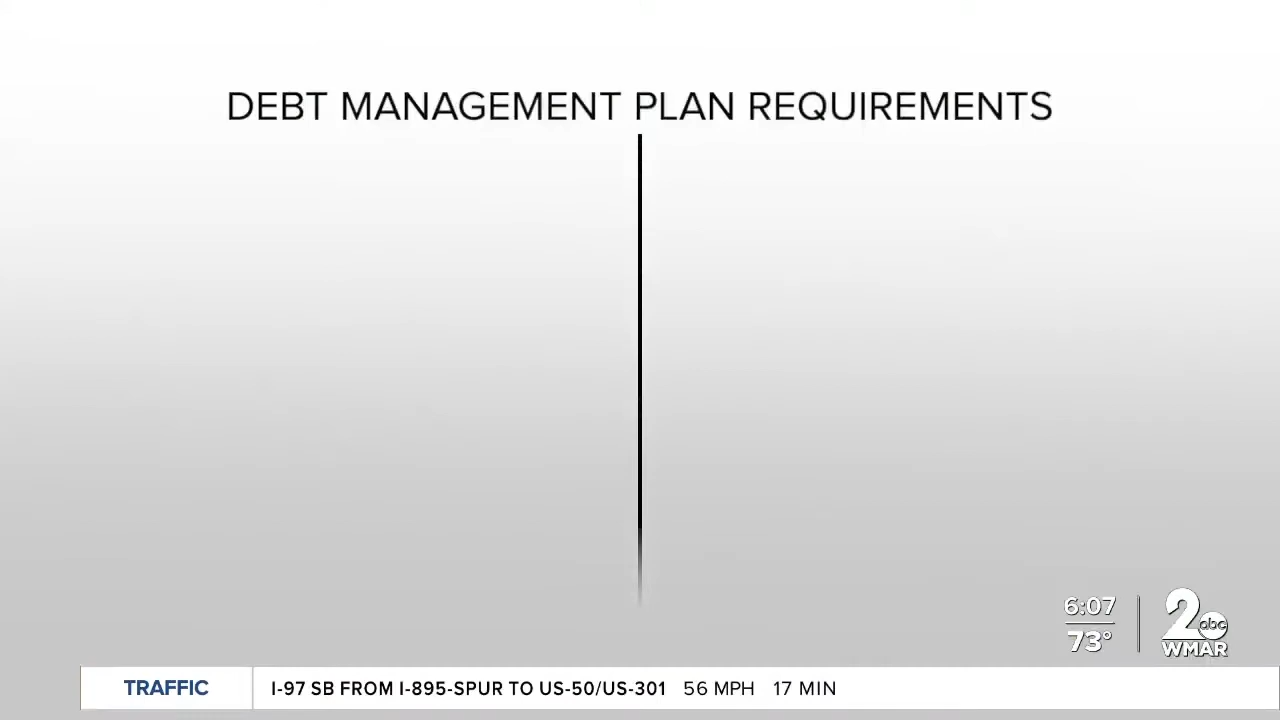 DEBT MANAGEMENT PLAN REQUIREMENTS
6:07
73°
2
abc
WMAR
TRAFFIC
I-97 SB FROM I-895-SPUR TO US-50/US-301 56 MPH 17 MIN